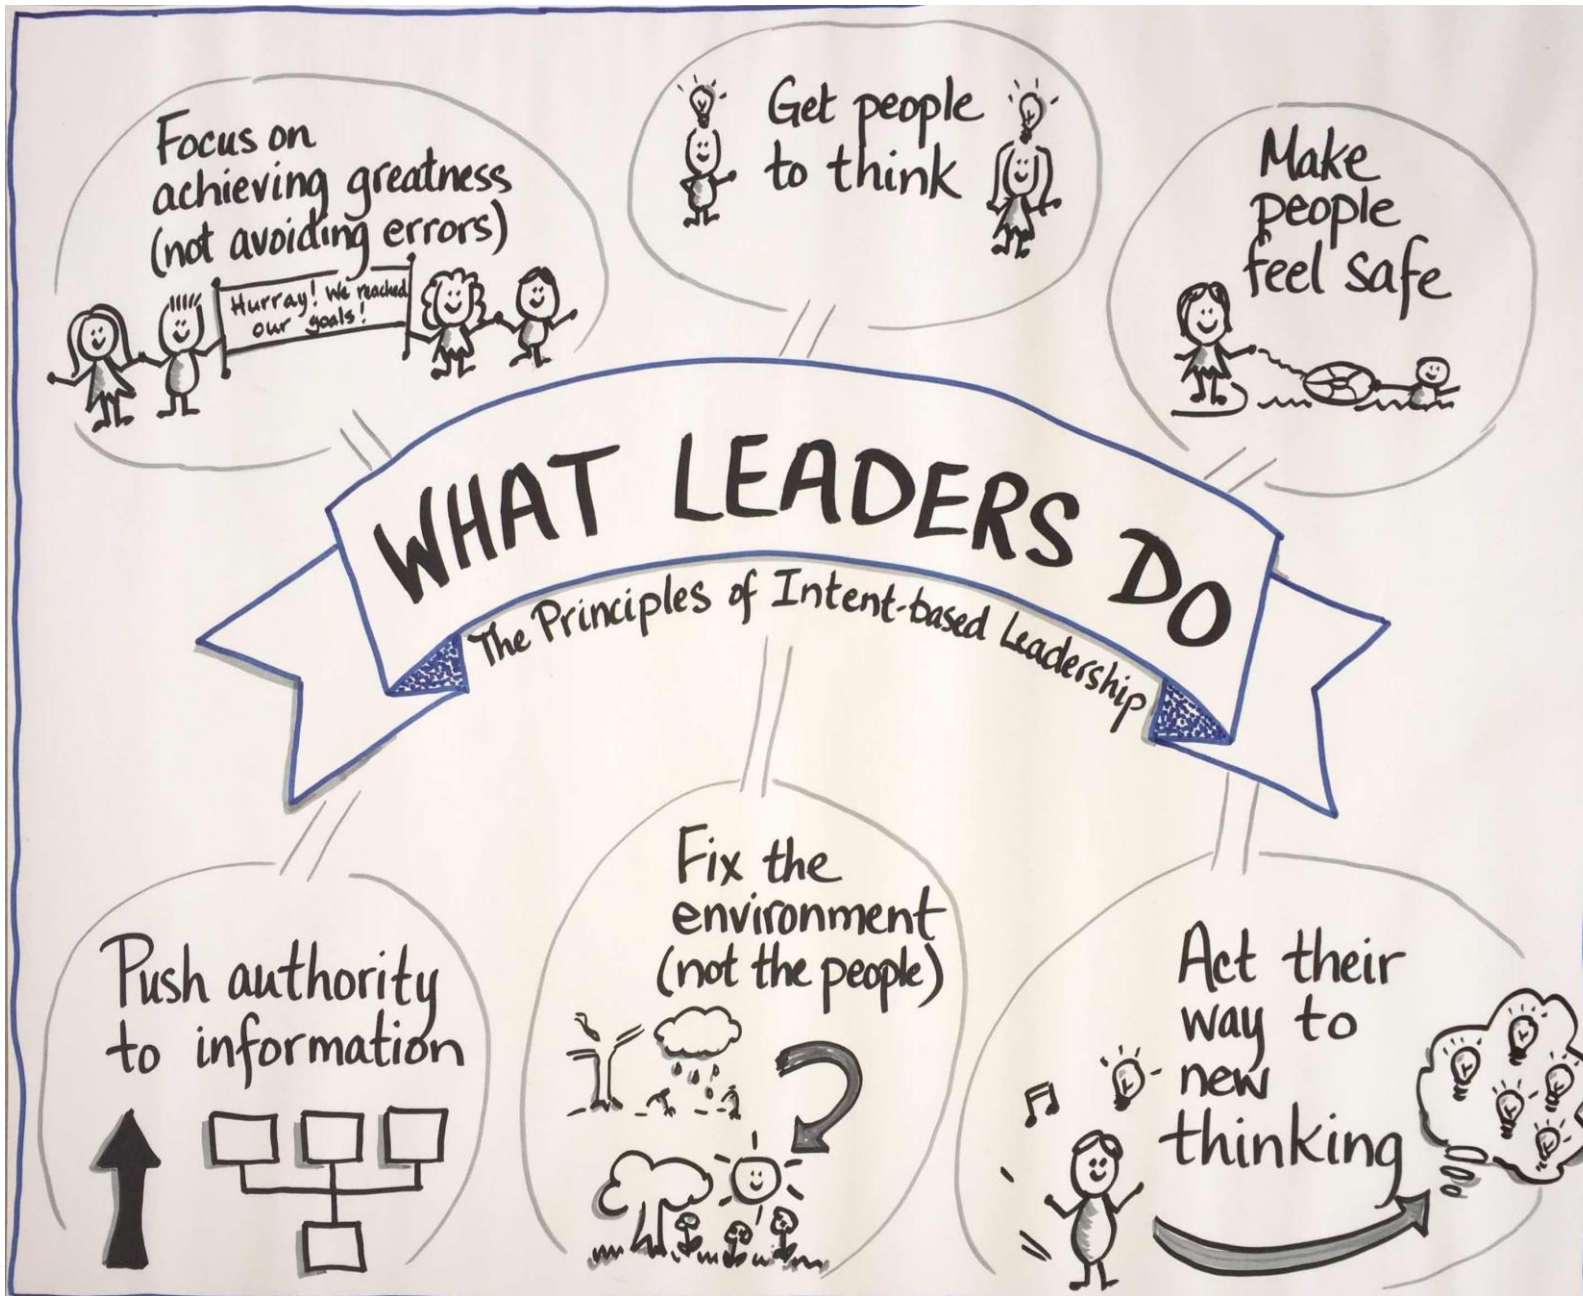 Focus on
achieving greatness
(not avoiding errors)
Hurray! We reached
our goals!
Get people
to think
Make
people
feel safe
WHAT LEADERS DO
The Principles of Intent-based Leadership
Push authority
to information
Fix the
environment
(not the people)
Act their
way to
new
thinking